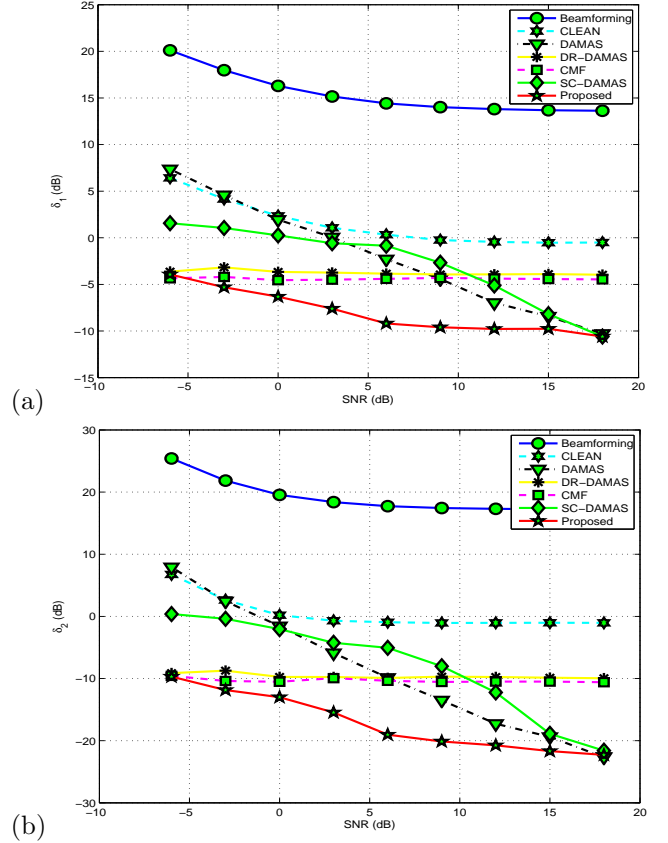 25
20
15
10
5
0
−5
−10
−15
−10
−5
0
5
10
15
20
δ1 (dB)
SNR (dB)
Beamforming
CLEAN
DAMAS
DR−DAMAS
CMF
SC−DAMAS
Proposed
(a)
30
20
10
0
−10
−20
−30
−10
−5
0
5
10
15
20
δ2 (dB)
SNR (dB)
Beamforming
CLEAN
DAMAS
DR−DAMAS
CMF
SC−DAMAS
Proposed
(b)